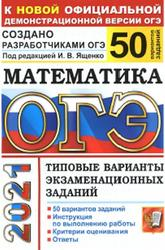 К НОВОЙ ОФИЦИАЛЬНОЙ
ДЕМОНСТРАЦИОННОЙ ВЕРСИИ ОГЭ
СОЗДАНО
РАЗРАБОТЧИКАМИ ОГЭ
Под редакцией И. В. Ященко
50 вариантов заданий
МАТЕМАТИКА
ОГЭ
2021
ТИПОВЫЕ ВАРИАНТЫ
ЭКЗАМЕНАЦИОННЫХ
ЗАДАНИЙ
• 50 вариантов заданий
• Инструкция
по выполнению работы
• Критерии оценивания
• Ответы